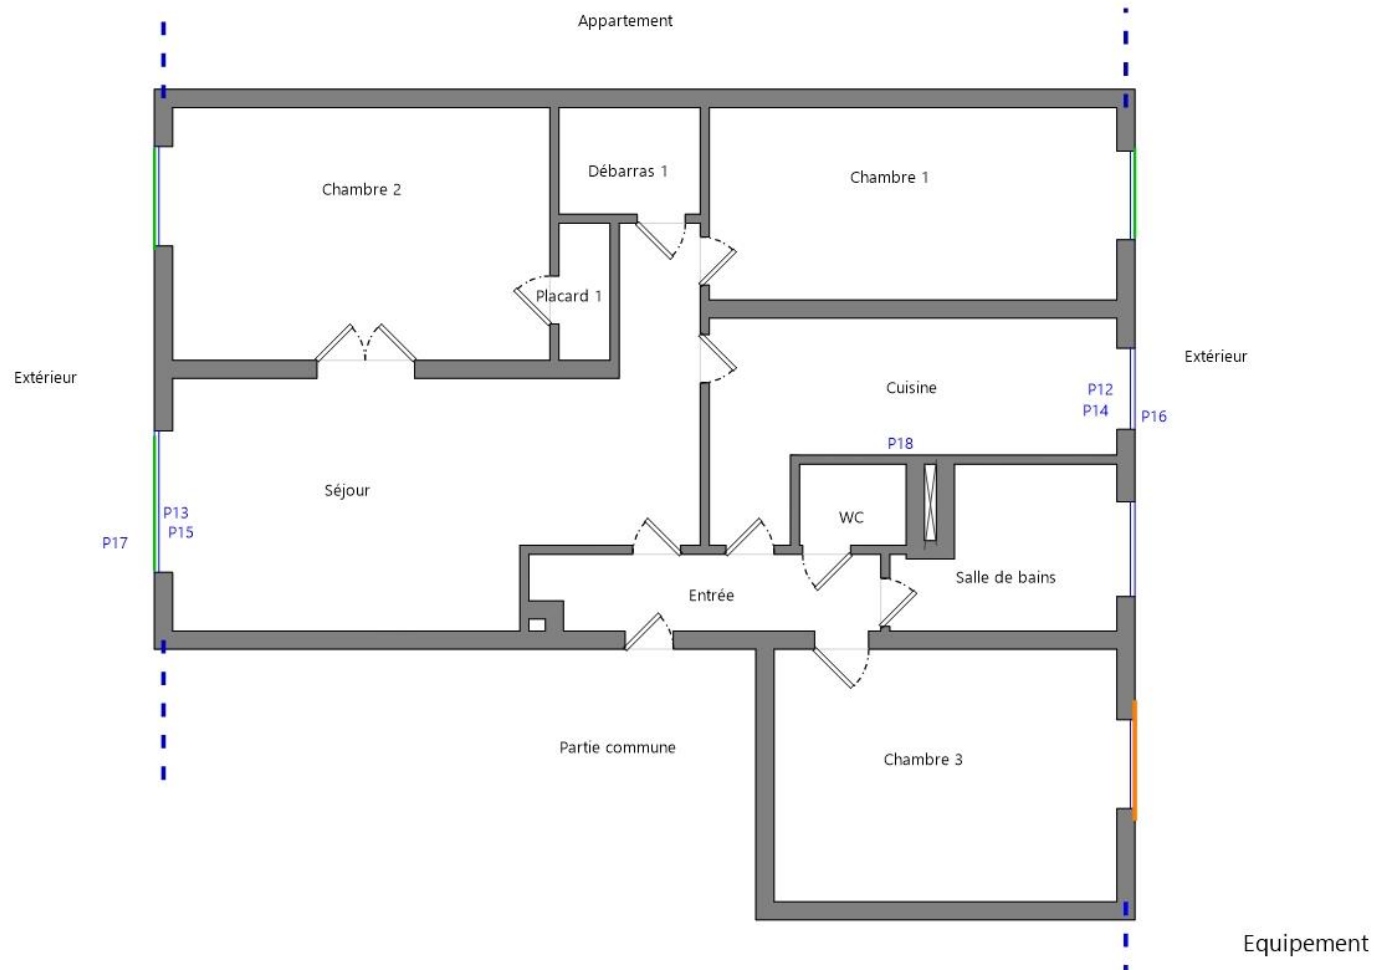 Appartement
Débarras 1
Chambre 1
Chambre 2
Placard 1
Extérieur
Extérieur
Cuisine
P12
P14
P16
P18
Séjour
P13
P15
P17
WC
Salle de bains
Entrée
Partie commune
Chambre 3
Equipement